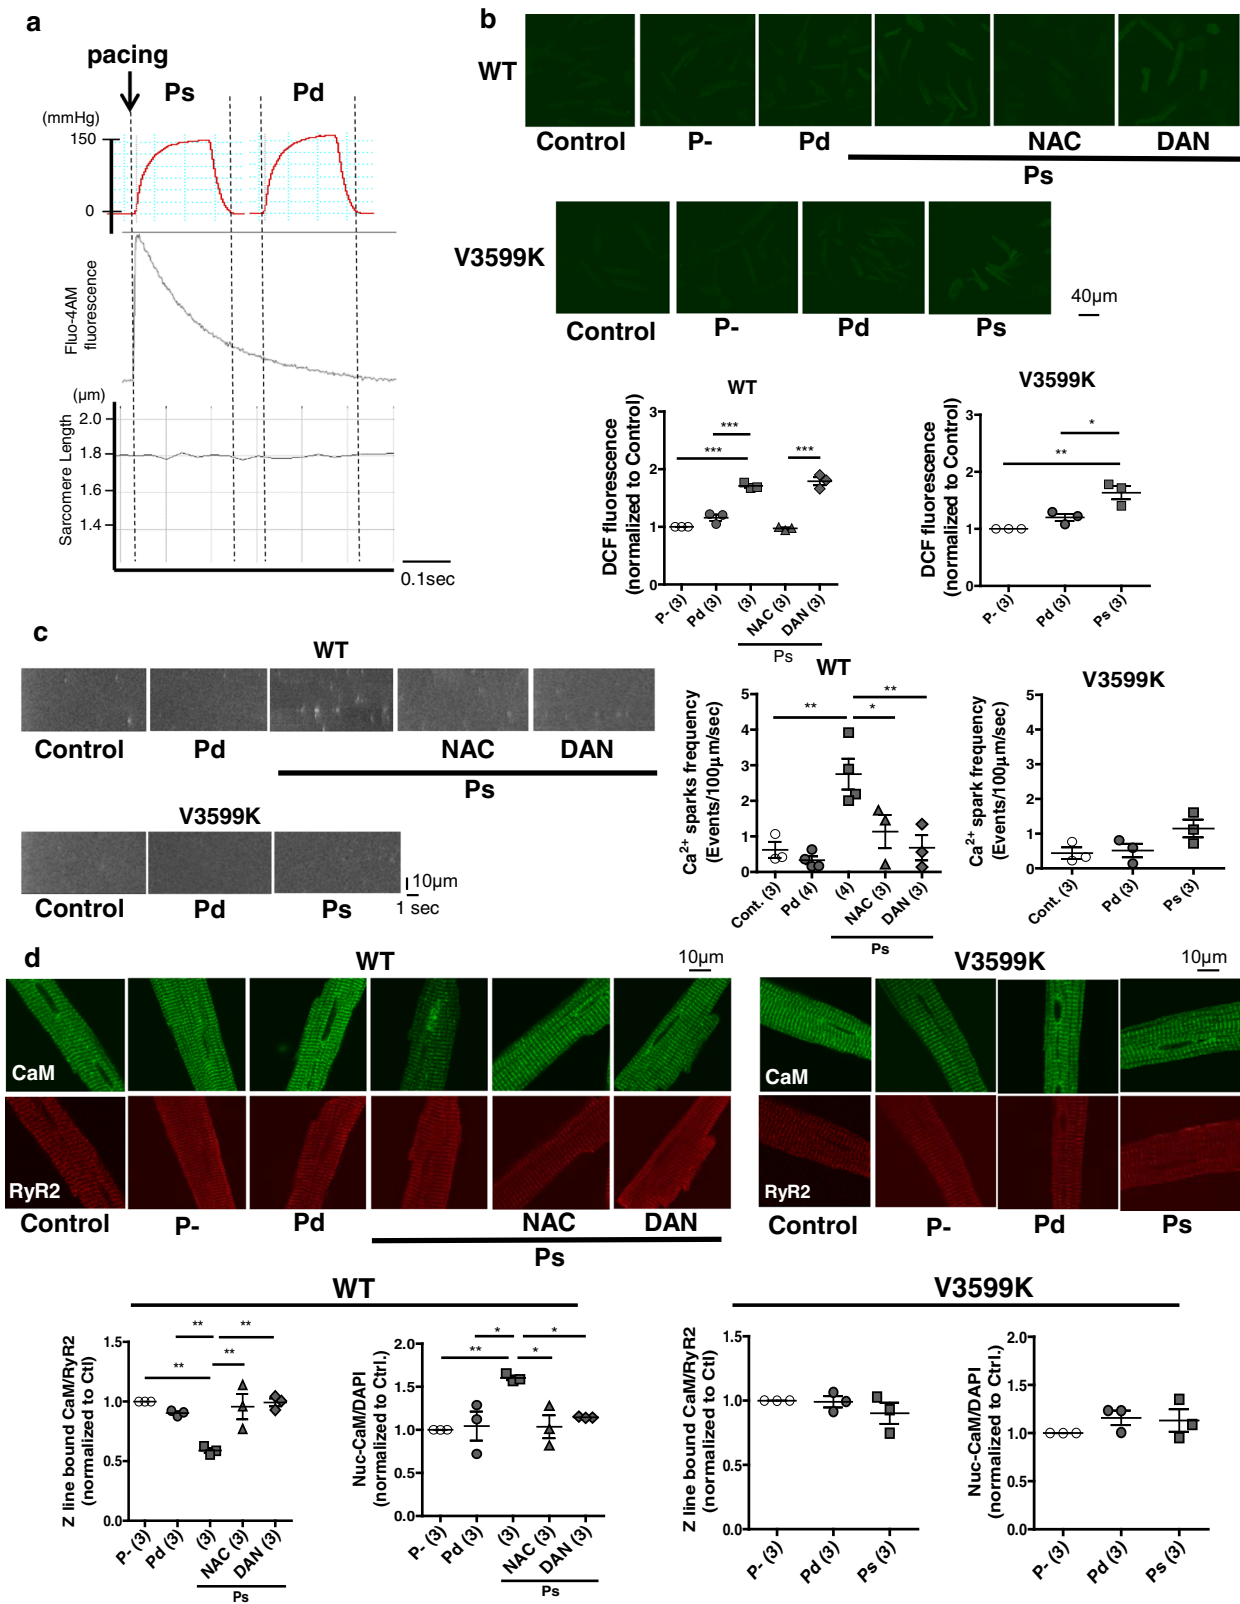 a
pacing
Ps
Pd
(mmHg)
150
0
Fluo-4AM
fluorescence
(µm)
2.0
1.8
1.6
1.4
Sarcomere Length
0.1sec
b
WT
Control
P-
Pd
NAC
DAN
Ps
V3599K
Control
P-
Pd
Ps
40µm
WT
DCF fluorescence
(normalized to Control)
3
2
1
0
***
***
***
P- (3)
Pd (3)
(3)
NAC (3)
DAN (3)
Ps
V3599K
DCF fluorescence
(normalized to Control)
3
2
1
0
*
**
P- (3)
Pd (3)
Ps (3)
c
WT
Control
Pd
NAC
DAN
Ps
V3599K
Control
Pd
Ps
10µm
1 sec
WT
Ca2+ sparks frequency
(Events/100µm/sec)
5
4
3
2
1
0
**
**
*
Cont. (3)
Pd (4)
(4)
NAC (3)
DAN (3)
Ps
V3599K
Ca2+ spark frequency
(Events/100µm/sec)
5
4
3
2
1
0
Cont. (3)
Pd (3)
Ps (3)
d
WT
10µm
CaM
RyR2
Control
P-
Pd
NAC
DAN
Ps
V3599K
10µm
CaM
RyR2
Control
P-
Pd
Ps
WT
Z line bound CaM/RyR2
(normalized to Ctl)
1.5
1.0
0.5
0.0
**
**
**
**
P- (3)
Pd (3)
(3)
NAC (3)
DAN (3)
Ps
Nuc-CaM/DAPI
(normalized to Ctrl.)
2.0
1.5
1.0
0.5
0.0
*
*
**
*
P- (3)
Pd (3)
(3)
NAC (3)
DAN (3)
Ps
V3599K
Z line bound CaM/RyR2
(normalized to Ctl)
1.5
1.0
0.5
0.0
P- (3)
Pd (3)
Ps (3)
Nuc-CaM/DAPI
(normalized to Ctrl.)
2.0
1.5
1.0
0.5
0.0
P- (3)
Pd (3)
Ps (3)